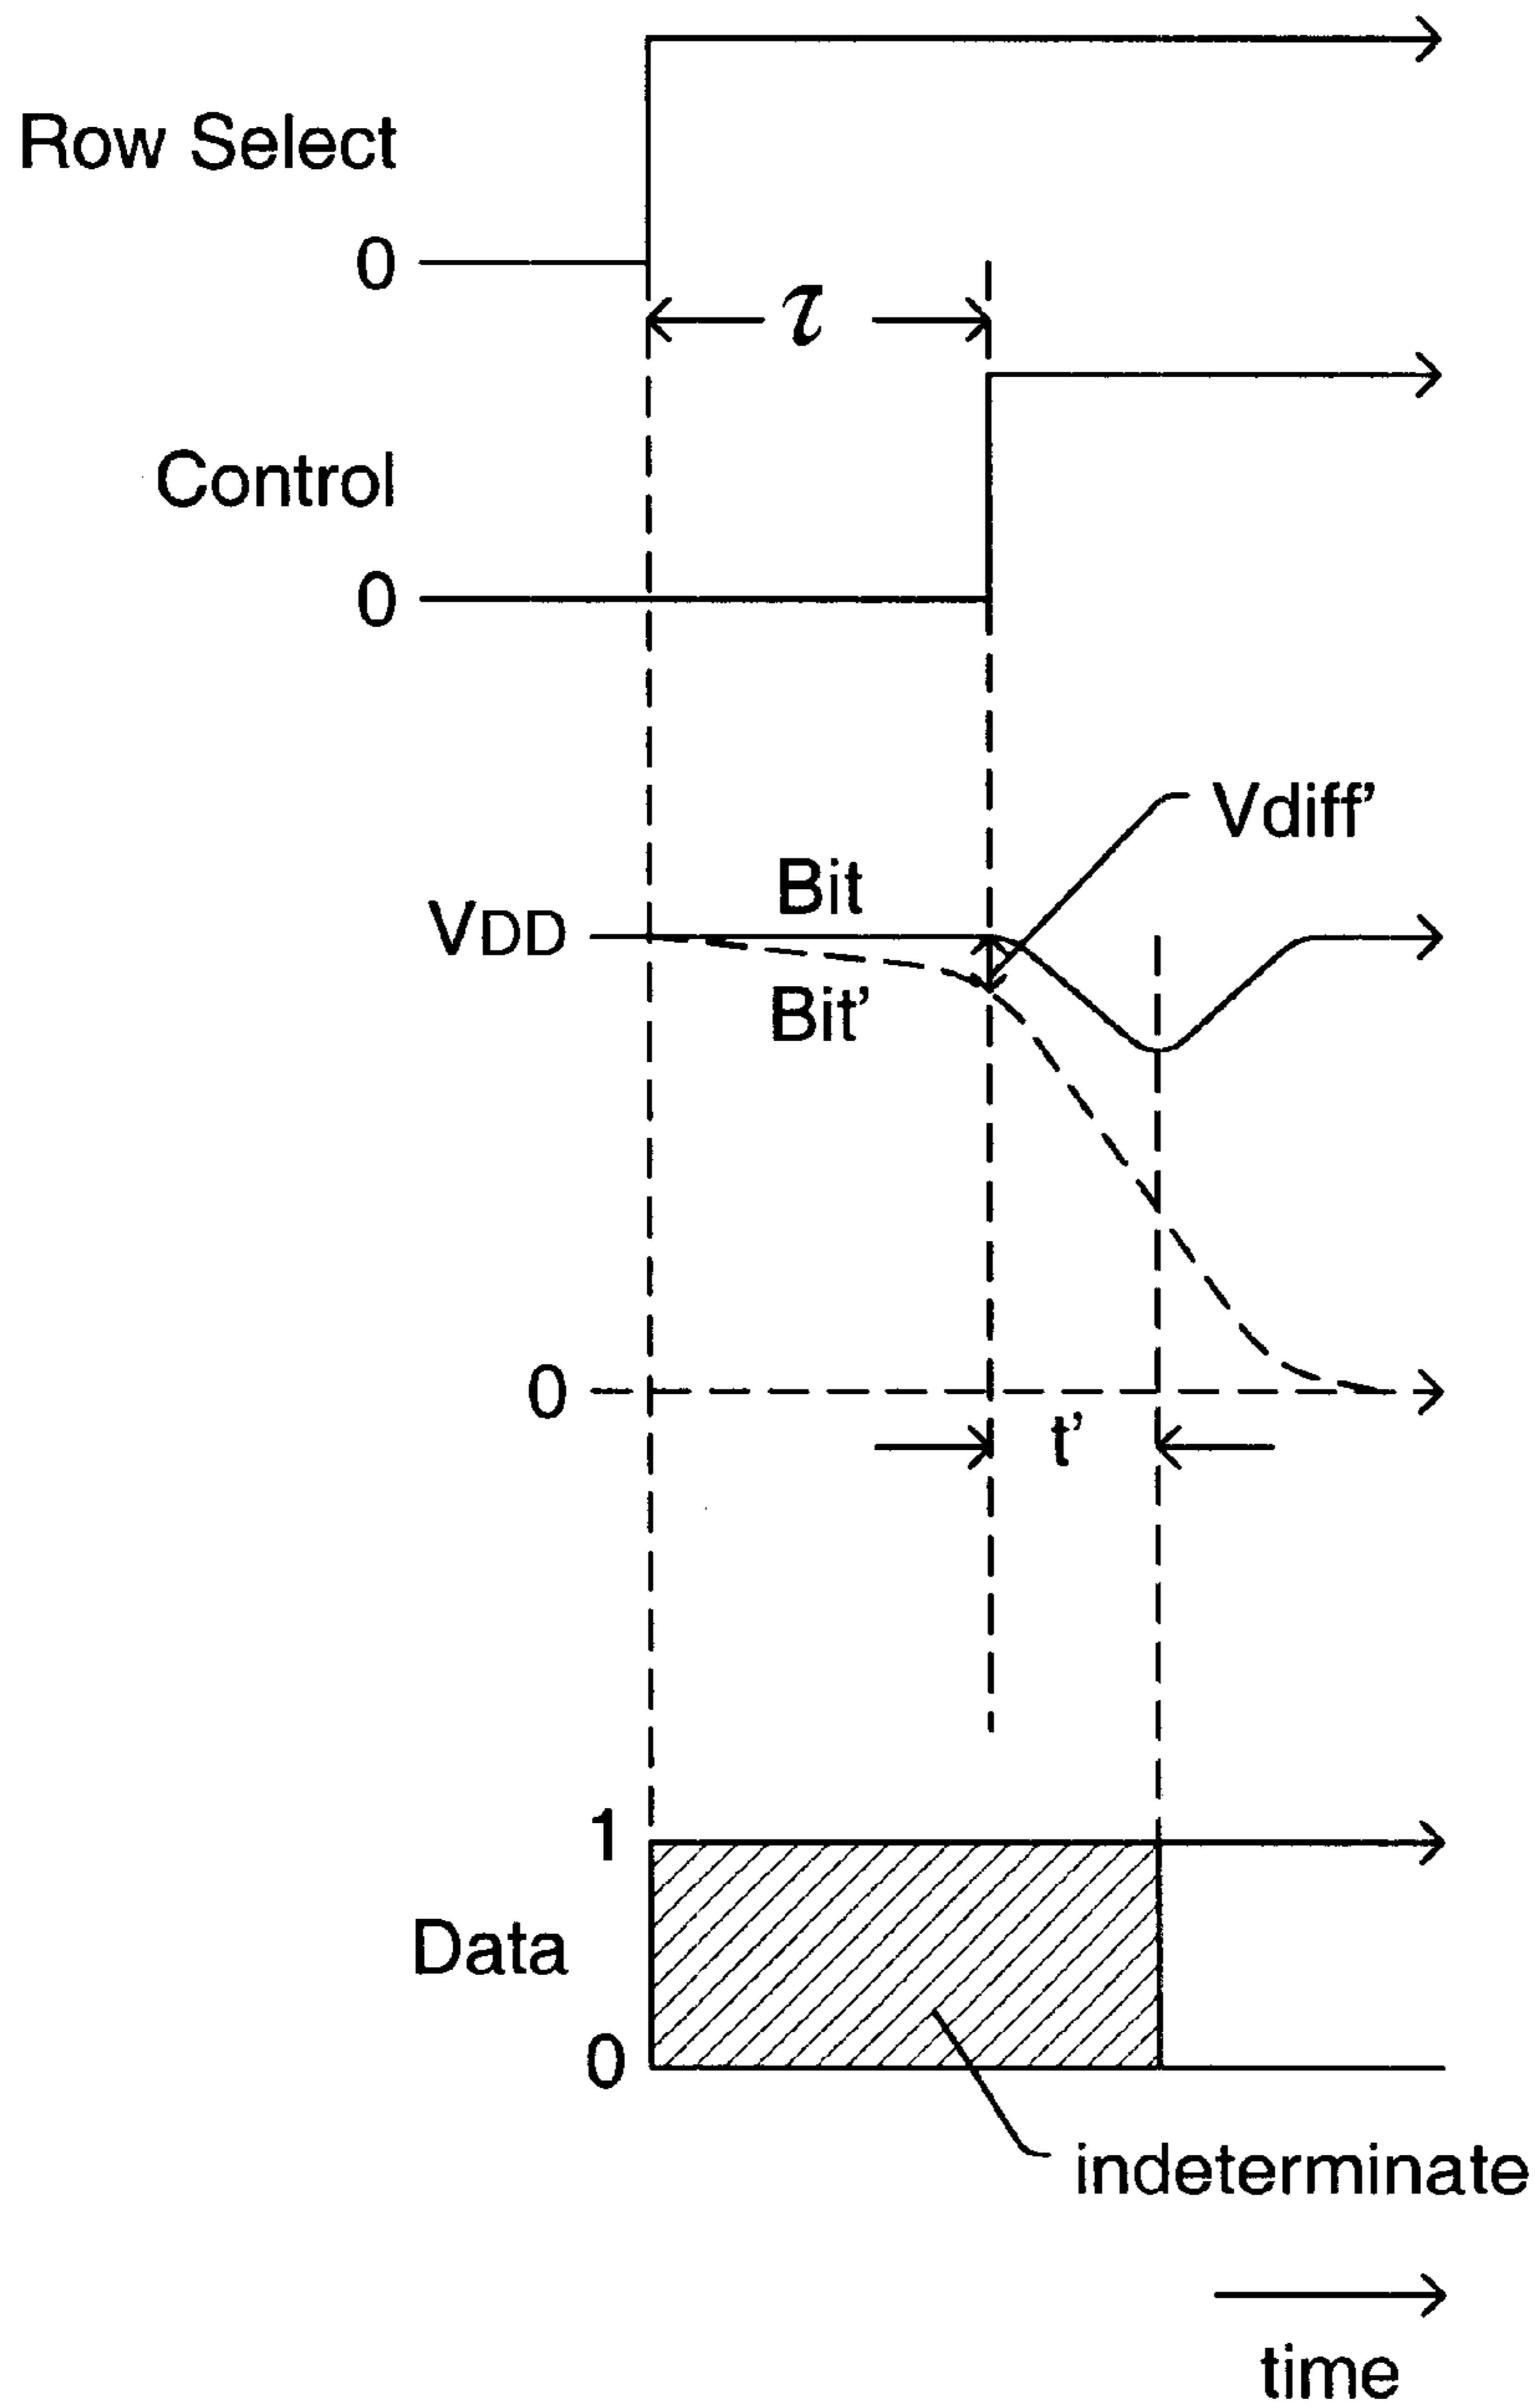 Row Select
0
τ
Control
0
Vdiff’
Bit
VDD
Bit’
0
t’
1
Data
0
indeterminate
time